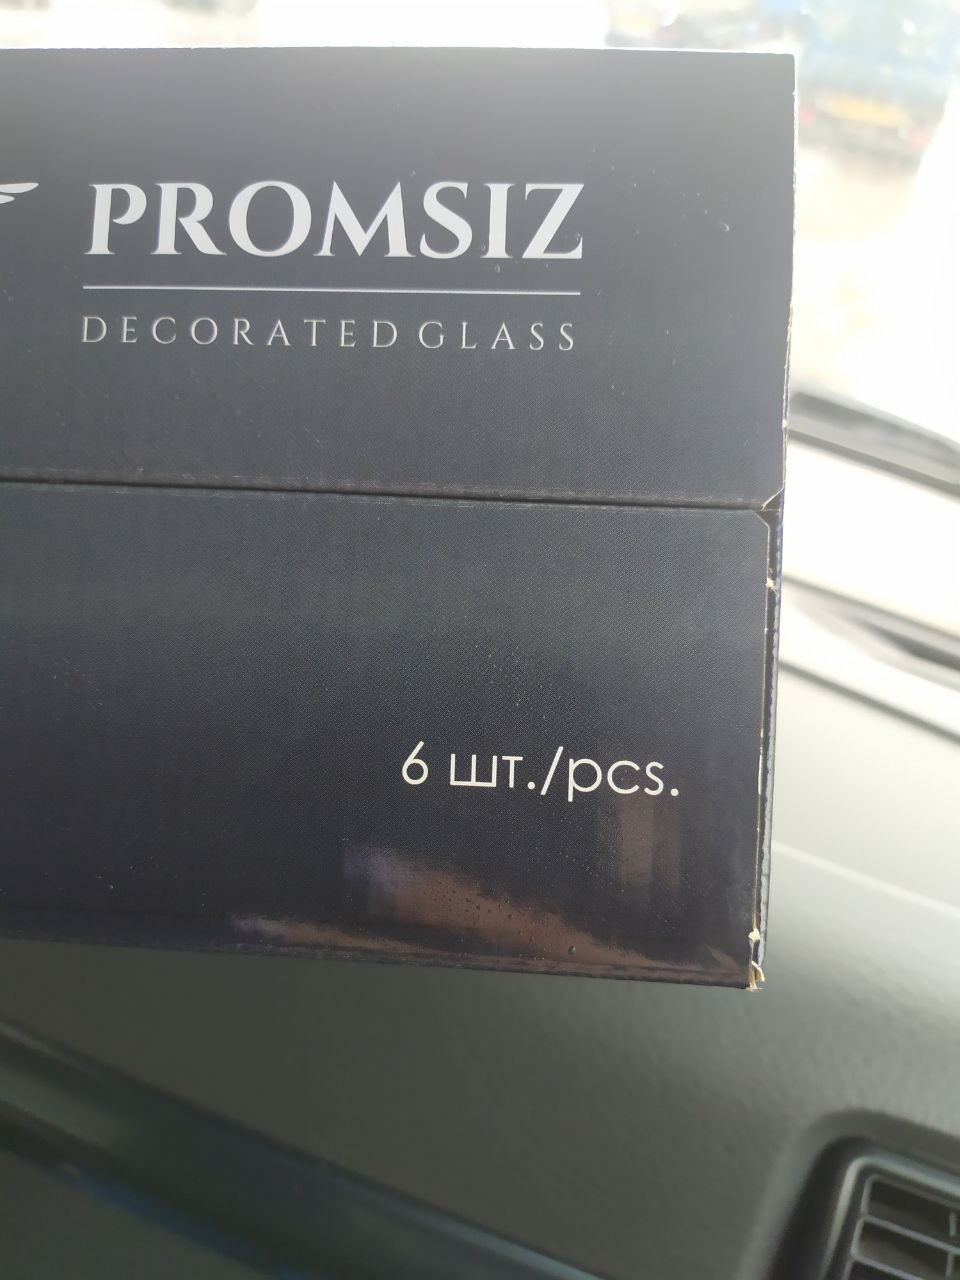 PROMSIZ
DECORATED GLASS
6 шт./pcs.